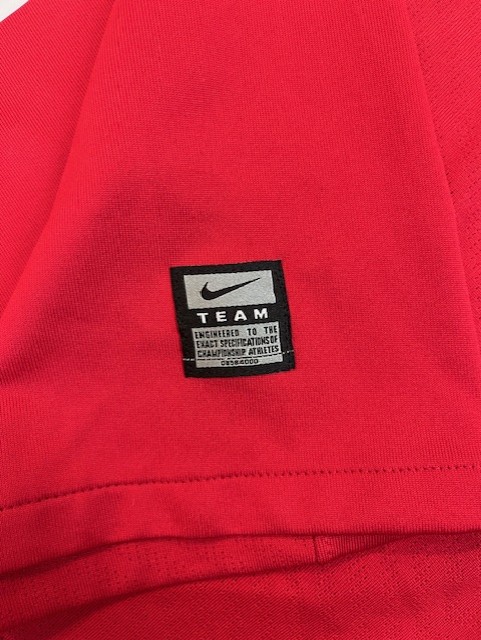 TEAM
ENGINEERED TO THE
EXACT SPECIFICATIONS OF
CHAMPIONSHIP ATHLETES